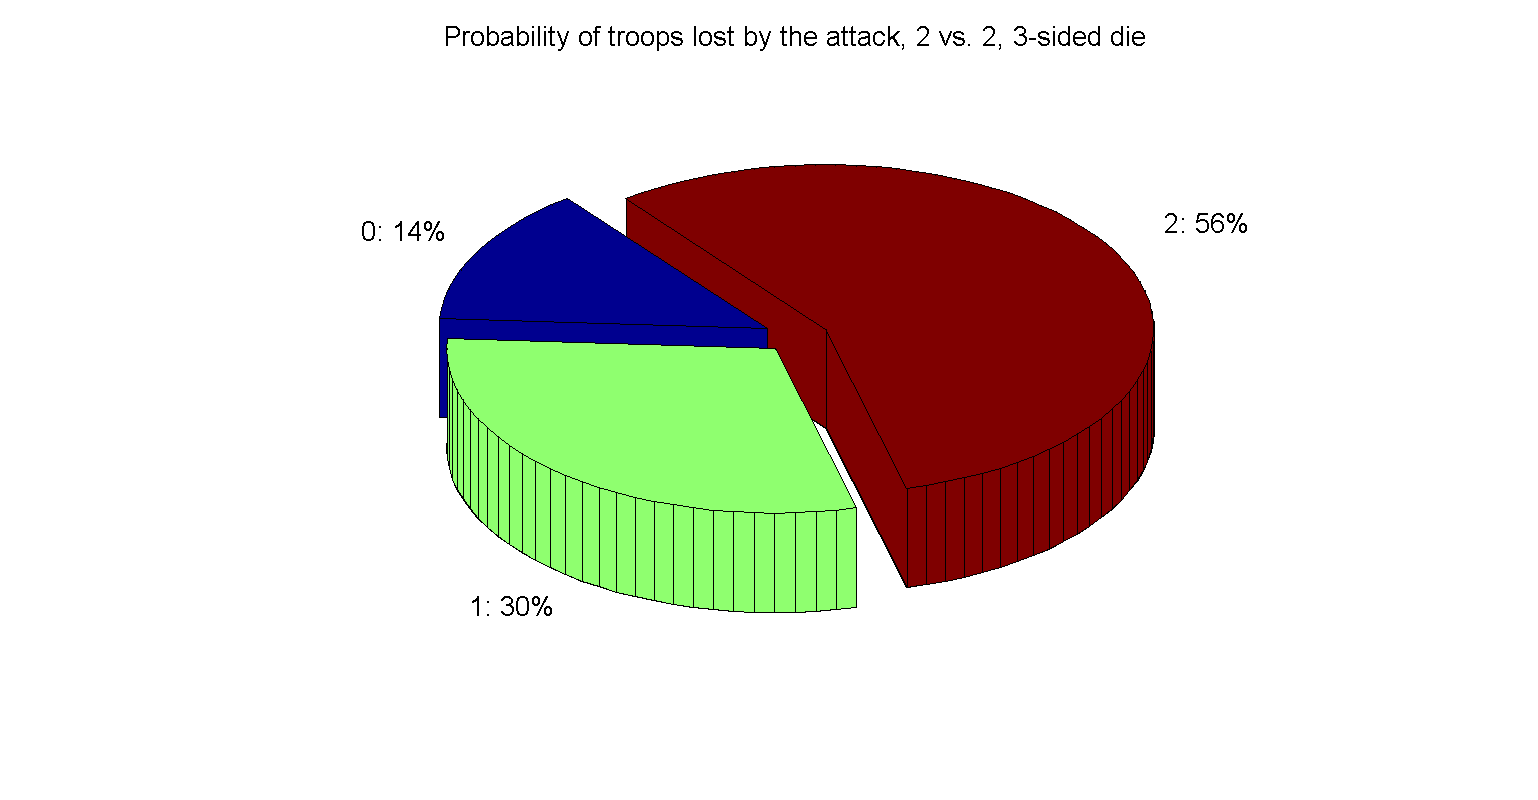 Probability of troops lost by the attack, 2 vs. 2, 3-sided die
0: 14%
2: 56%
1: 30%